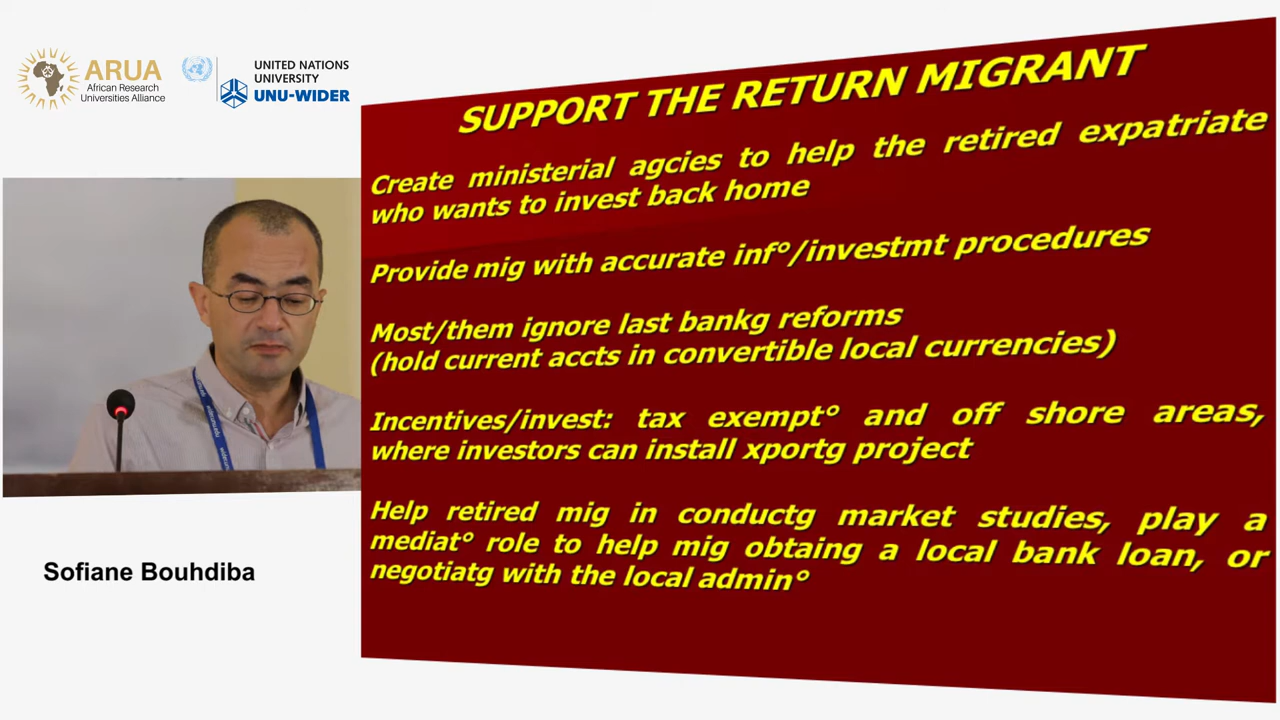 ARUA
African Research
Universities Alliance
UNITED NATIONS
UNIVERSITY
UNU-WIDER
SUPPORT THE RETURN MIGRANT
Create ministerial agcies to help the retired expatriate
who wants to invest back home
Provide mig with accurate inf°/investmt procedures
Most/them ignore last bankg reforms
(hold current accts in convertible local currencies)
Incentives/invest: tax exempt° and off shore areas,
where investors can install xportg project
Help retired mig in conductg market studies, play a
mediat° role to help mig obtaing a local bank loan, or
negotiatg with the local admin°
Sofiane Bouhdiba